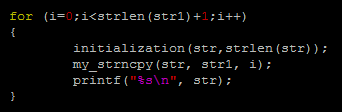 for (i=0;i<strlen(str1)+1;i++)
{
initialization(str,strlen(str));
my_strncpy(str, str1, i);
printf("%s\n", str);
}